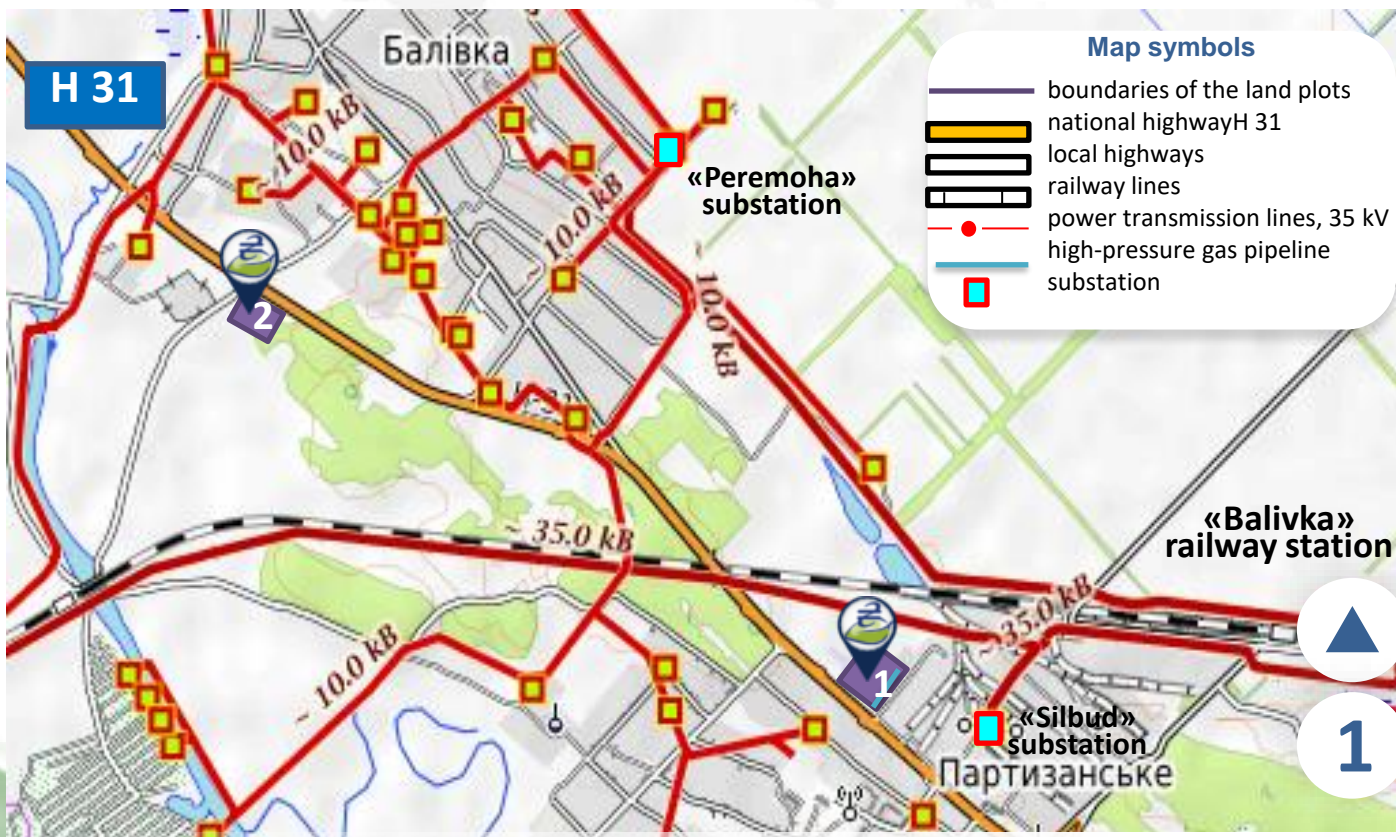 H 31
Балівка
Map symbols
boundaries of the land plots
national highwayH 31
local highways
railway lines
power transmission lines, 35 kV
high-pressure gas pipeline
substation
~ 10.0 kB
«Peremoha»
substation
~ 10.0 kB
~ 10.0 kB
2
~ 35.0 kB
«Balivka»
railway station
~ 35.0 kB
~ 10.0 kB
1
«Silbud»
substation
Партизанське
1